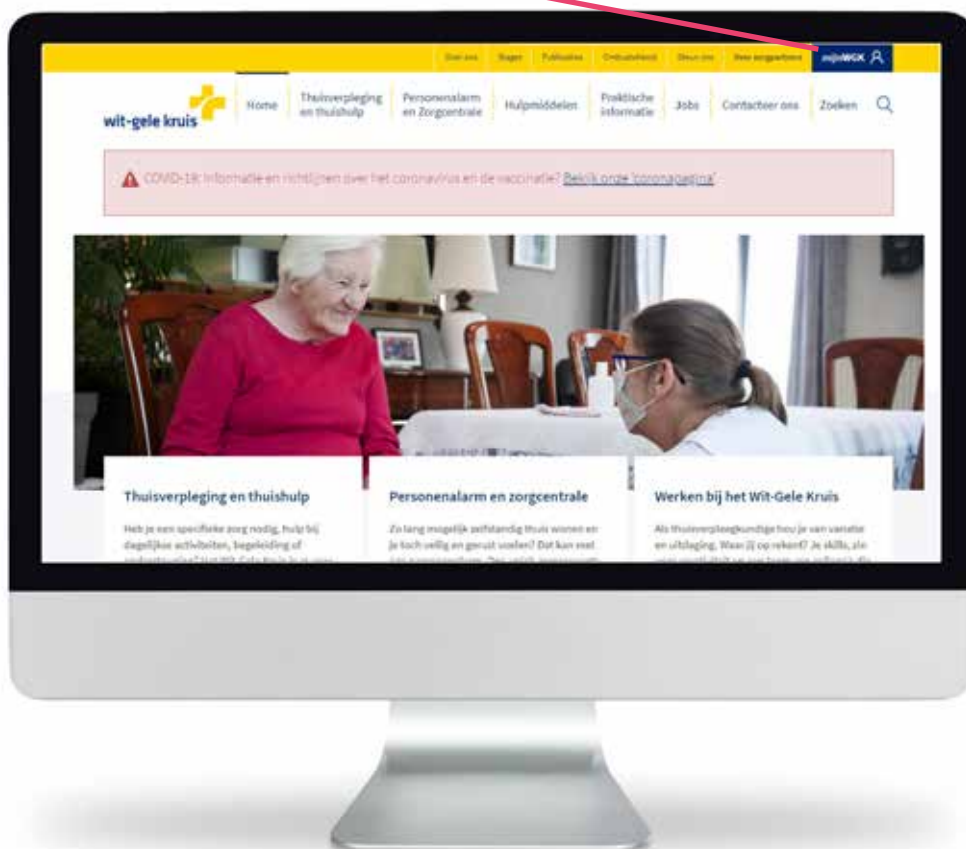 Over ons Stages Publicaties Ombudsdienst Steun ons Voor zorgpartners mijnWGK
wit-gele kruis
Home
Thuisverpleging
en thuishulp
Personenalarm
en Zorgcentrale
Hulpmiddelen
Praktische
informatie
Jobs
Contacteer ons
Zoeken
COVID-19: Informatie en richtlijnen over het coronavirus en de vaccinatie? Bekijk onze 'coronapagina'
Thuisverpleging en thuishulp
Heb je een specifieke zorg nodig, hulp bij
dagelijkse activiteiten, begeleiding of
Personenalarm en zorgcentrale
Zo lang mogelijk zelfstandig thuis wonen en
je toch veilig en gerust voelen? Dat kan met
Werken bij het Wit-Gele Kruis
Als thuisverpleegkundige hou je van variatie
en uitdaging. Waar jij op rekent? Je skills, zin